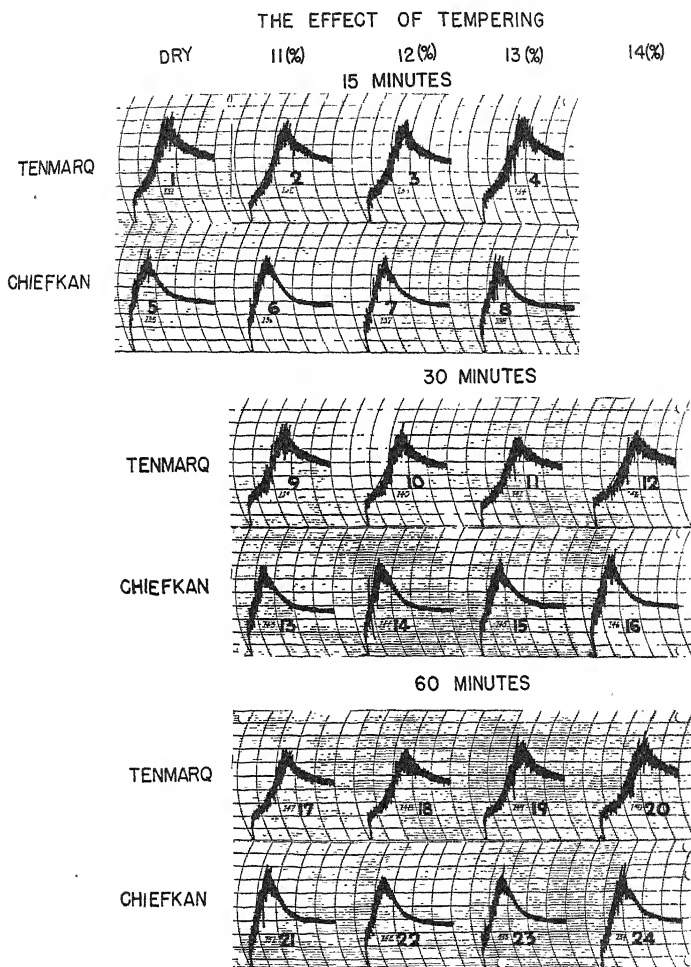 THE EFFECT OF TEMPERING
DRY 11(%) 12(%) 13(%) 14(%)
15 MINUTES
TENMARQ 1 2 3 4
CHIEFKAN 5 6 7 8
30 MINUTES
TENMARQ 9 10 11 12
CHIEFKAN 13 14 15 16
60 MINUTES
TENMARQ 17 18 19 20
CHIEFKAN 21 22 23 24